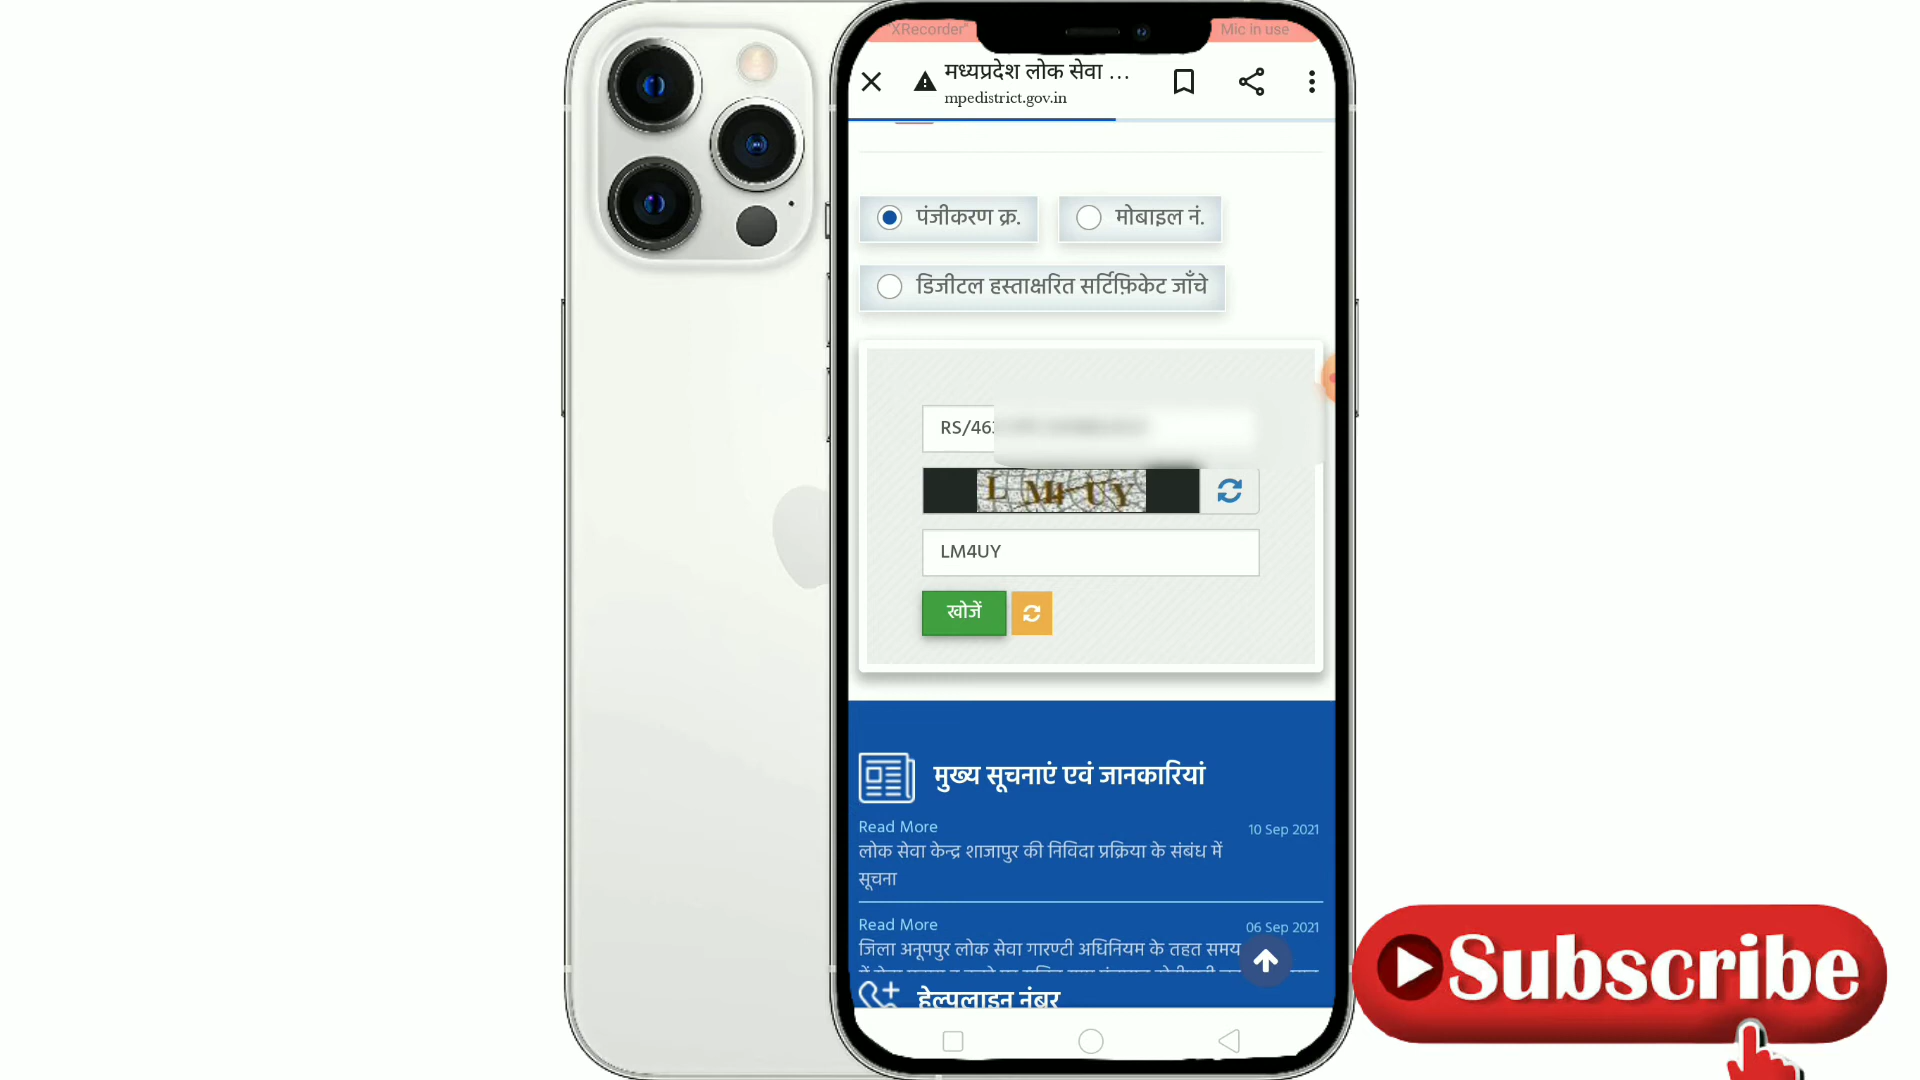 XRecorder
Mic in use
मध्यप्रदेश लोक सेवा ...
mpedistrict.gov.in
पंजीकरण क्र.
मोबाइल नं.
डिजीटल हस्ताक्षरित सर्टिफ़िकेट जाँचे
RS/46
L M4 UY
LM4UY
खोजें
मुख्य सूचनाएं एवं जानकारियां
Read More
10 Sep 2021
लोक सेवा केन्द्र शाजापुर की निविदा प्रक्रिया के संबंध में
सूचना
Read More
06 Sep 2021
जिला अनूपपुर लोक सेवा गारण्टी अधिनियम के तहत समय
हेल्पलाइन नंबर
Subscribe